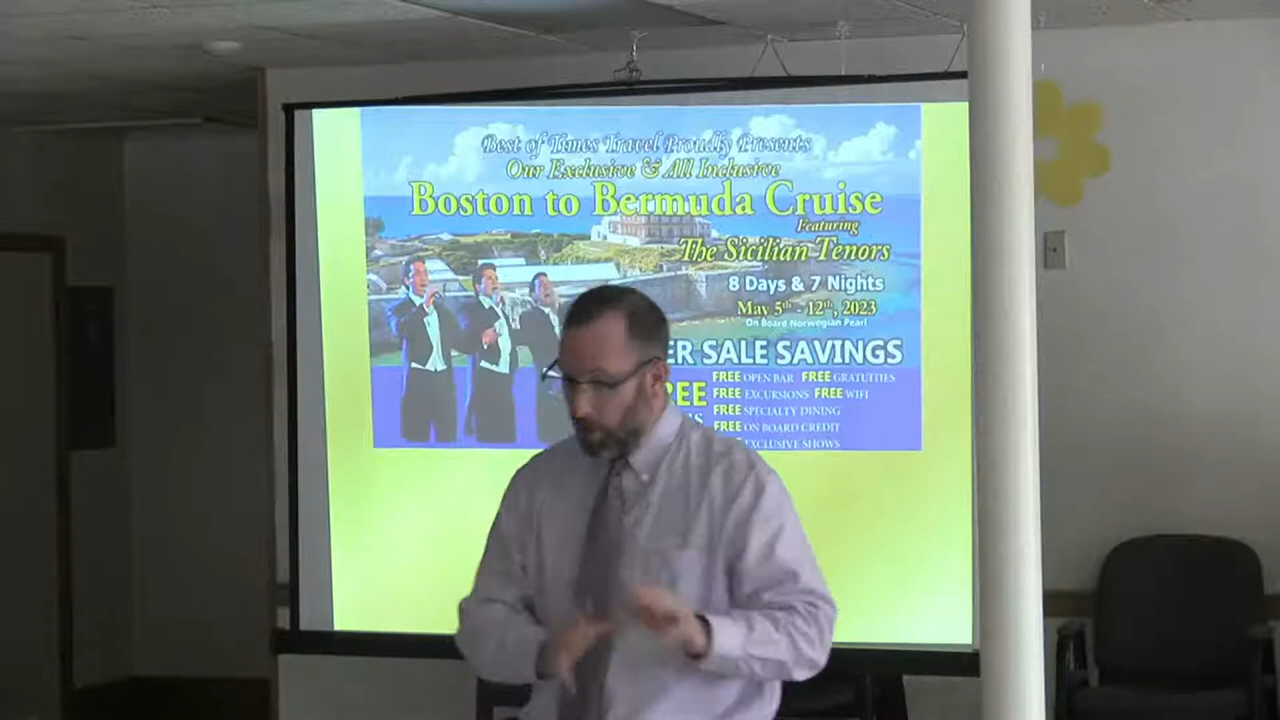 Best of Times Travel Proudly Presents
Our Exclusive & All Inclusive
Boston to Bermuda Cruise
Featuring
The Sicilian Tenors
8 Days & 7 Nights
May 5th - 12th, 2023
On Board Norwegian Pearl
ER SALE SAVINGS
REE
FREE OPEN BAR FREE GRATUITIES
FREE EXCURSIONS FREE WIFI
FREE SPECIALTY DINING
FREE ON BOARD CREDIT
EXCLUSIVE SHOWS